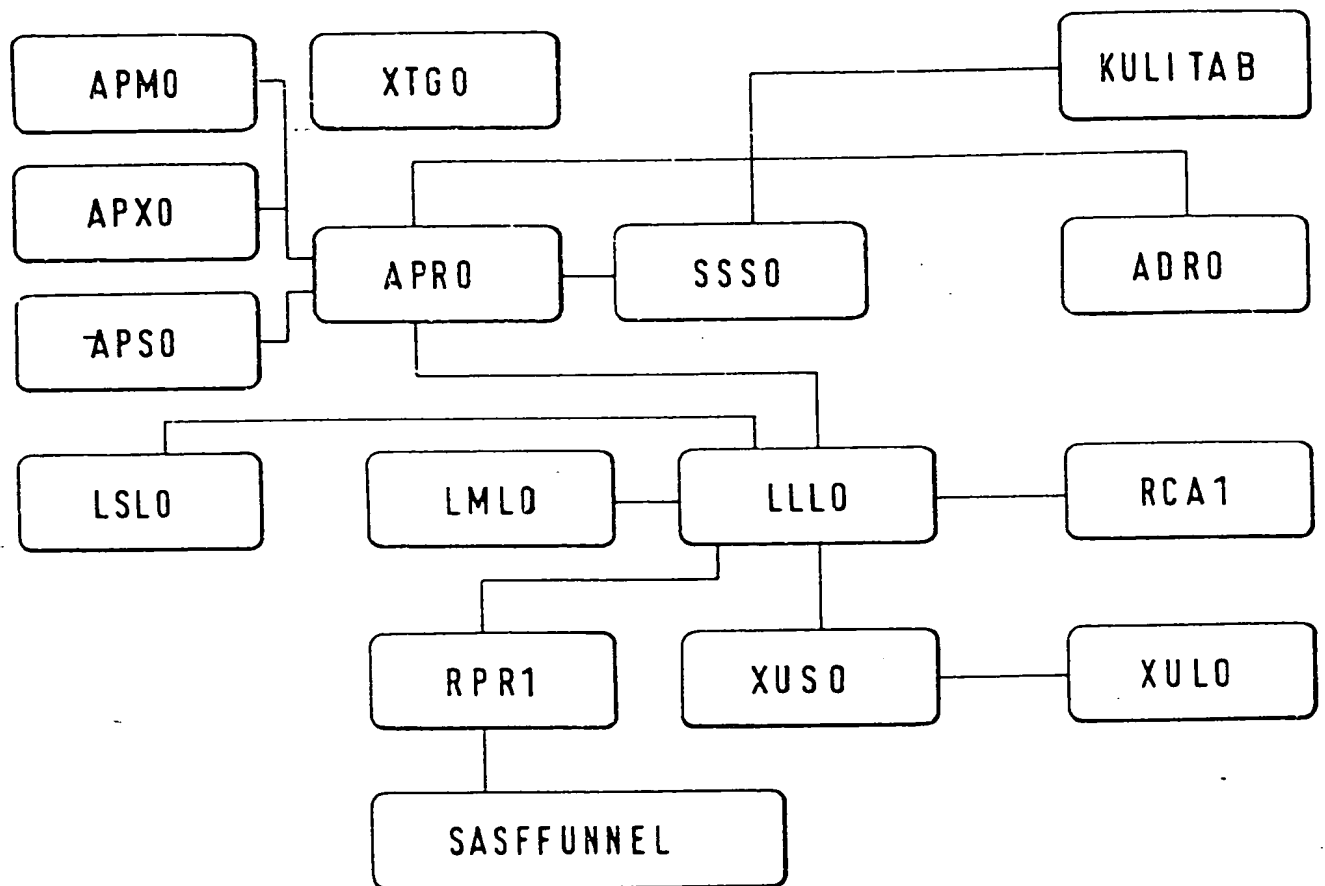 APM0
XTG0
KULITAB
APX0
APR0
SSS0
ADR0
APS0
LSL0
LML0
LLL0
RCA1
RPR1
XUS0
XUL0
SASFFUNNEL